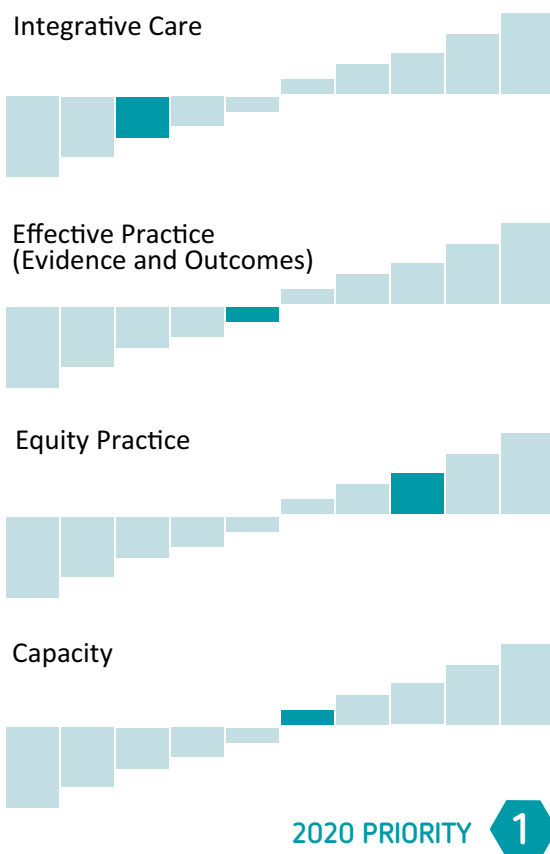 Integrative Care
Effective Practice
(Evidence and Outcomes)
Equity Practice
Capacity
2020 PRIORITY 1